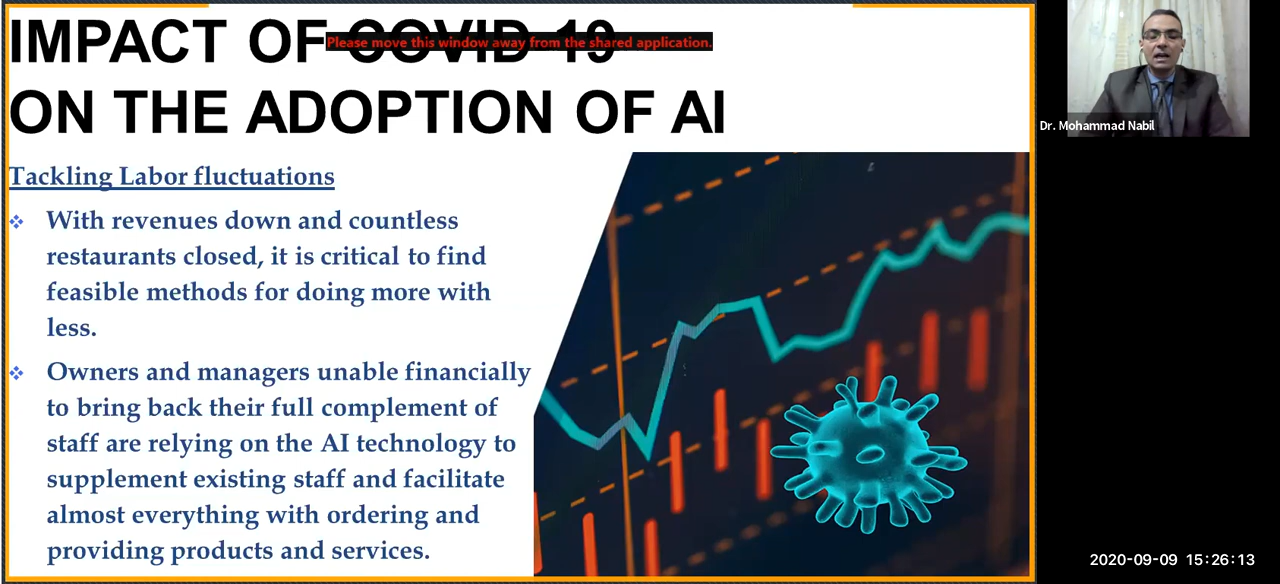 IMPACT OF COVID 19
Please move this window away from the shared application.
ON THE ADOPTION OF AI
Tackling Labor fluctuations
With revenues down and countless
restaurants closed, it is critical to find
feasible methods for doing more with
less.
Owners and managers unable financially
to bring back their full complement of
staff are relying on the AI technology to
supplement existing staff and facilitate
almost everything with ordering and
providing products and services.
Dr. Mohammad Nabil
2020-09-09 15:26:13